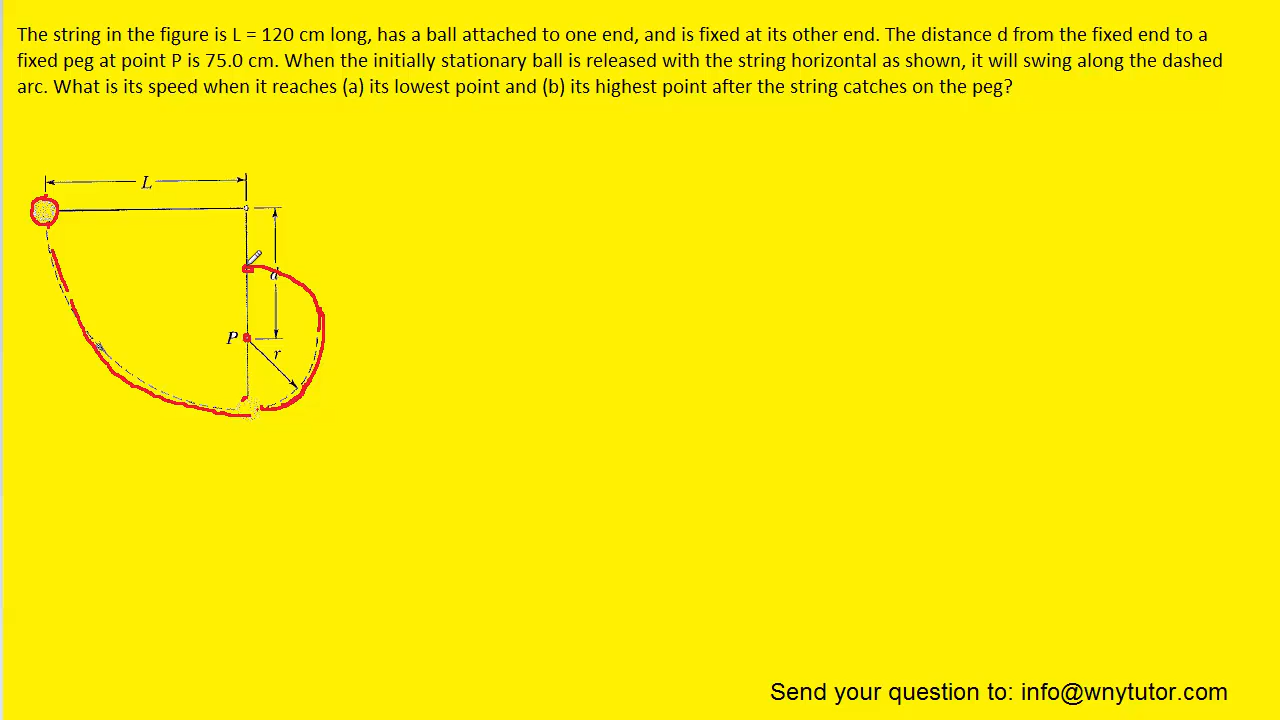 The string in the figure is L = 120 cm long, has a ball attached to one end, and is fixed at its other end. The distance d from the fixed end to a
fixed peg at point P is 75.0 cm. When the initially stationary ball is released with the string horizontal as shown, it will swing along the dashed
arc. What is its speed when it reaches (a) its lowest point and (b) its highest point after the string catches on the peg?
L
d
P
r
Send your question to: info@wnytutor.com